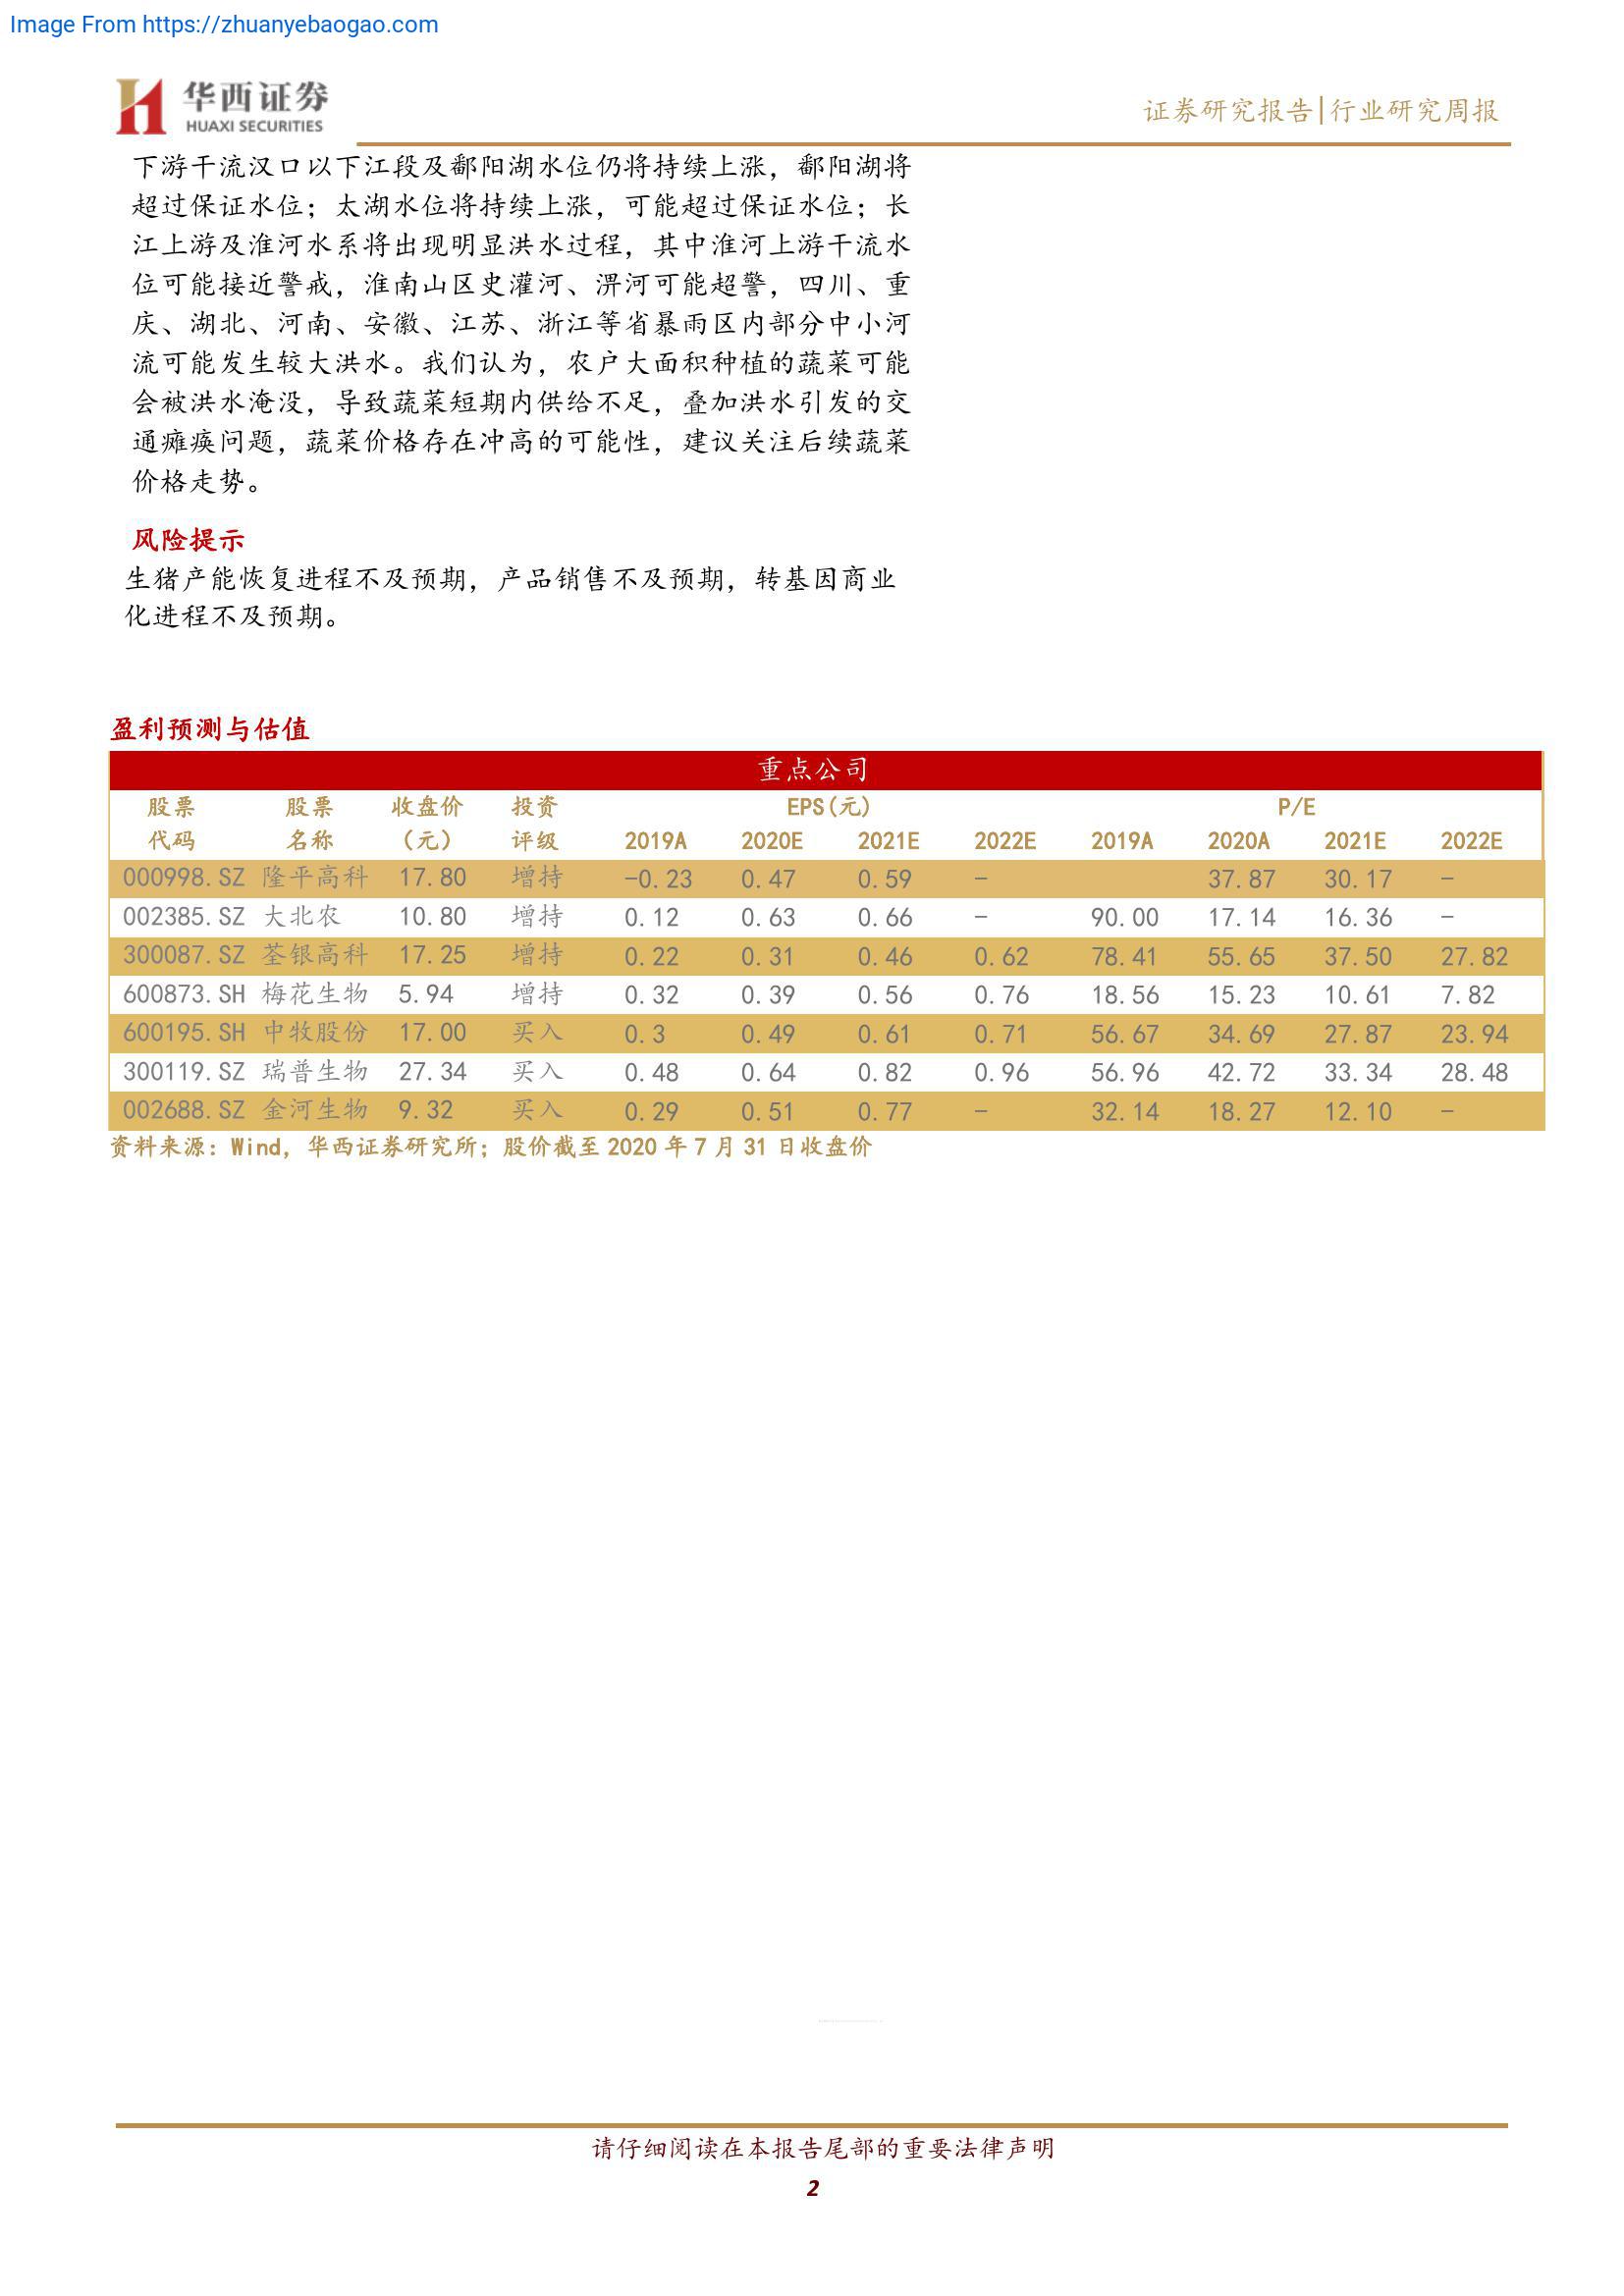 Image From https://zhuanyebaogao.com
华西证券
HUAXI SECURITIES
证券研究报告|行业研究周报
下游干流汉口以下江段及鄱阳湖水位仍将持续上涨，鄱阳湖将
超过保证水位；太湖水位将持续上涨，可能超过保证水位；长
江上游及淮河水系将出现明显洪水过程，其中淮河上游干流水
位可能接近警戒，淮南山区史灌河、淠河可能超警，四川、重
庆、湖北、河南、安徽、江苏、浙江等省暴雨区内部分中小河
流可能发生较大洪水。我们认为，农户大面积种植的蔬菜可能
会被洪水淹没，导致蔬菜短期内供给不足，叠加洪水引发的交
通瘫痪问题，蔬菜价格存在冲高的可能性，建议关注后续蔬菜
价格走势。
风险提示
生猪产能恢复进程不及预期，产品销售不及预期，转基因商业
化进程不及预期。
盈利预测与估值
重点公司
股票 股票 收盘价 投资 EPS(元) P/E
代码 名称 （元） 评级 2019A 2020E 2021E 2022E 2019A 2020A 2021E 2022E
000998.SZ 隆平高科 17.80 增持 -0.23 0.47 0.59 - 37.87 30.17 -
002385.SZ 大北农 10.80 增持 0.12 0.63 0.66 - 90.00 17.14 16.36 -
300087.SZ 荃银高科 17.25 增持 0.22 0.31 0.46 0.62 78.41 55.65 37.50 27.82
600873.SH 梅花生物 5.94 增持 0.32 0.39 0.56 0.76 18.56 15.23 10.61 7.82
600195.SH 中牧股份 17.00 买入 0.3 0.49 0.61 0.71 56.67 34.69 27.87 23.94
300119.SZ 瑞普生物 27.34 买入 0.48 0.64 0.82 0.96 56.96 42.72 33.34 28.48
002688.SZ 金河生物 9.32 买入 0.29 0.51 0.77 - 32.14 18.27 12.10 -
资料来源：Wind，华西证券研究所；股价截至 2020 年 7 月 31 日收盘价
请仔细阅读在本报告尾部的重要法律声明
2